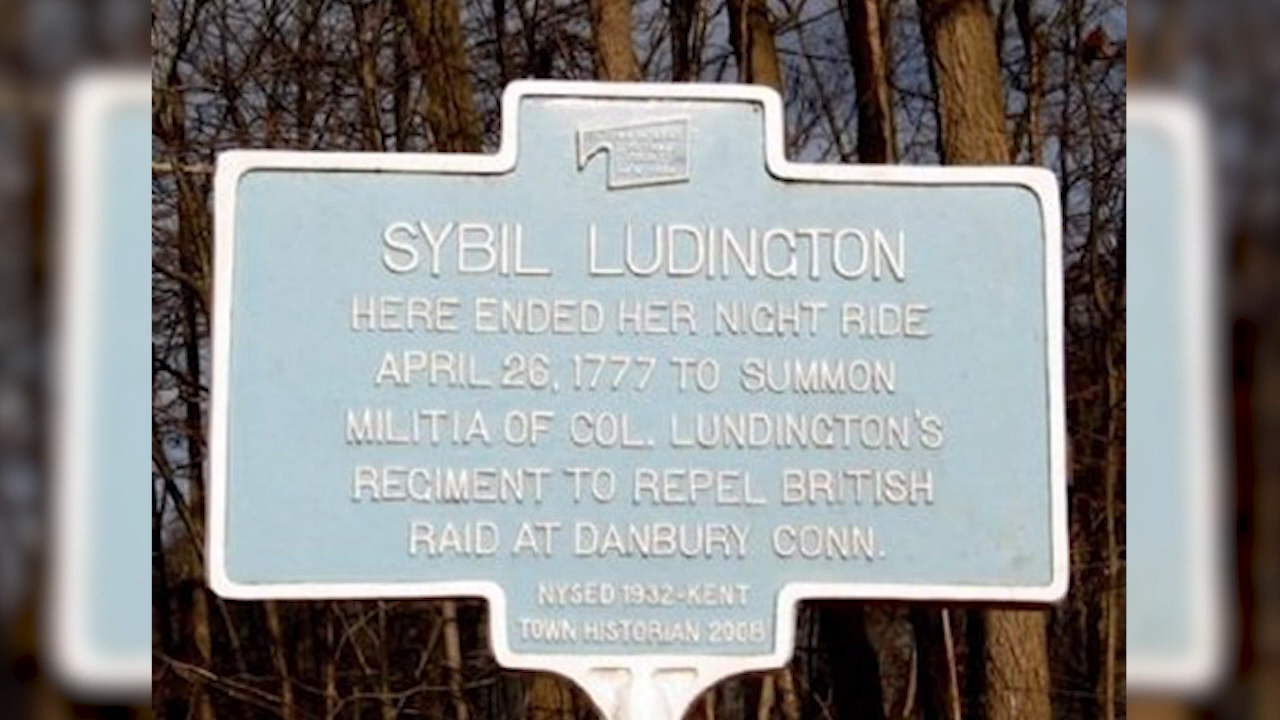 SYBIL LUDINGTON
HERE ENDED HER NIGHT RIDE
APRIL 26, 1777 TO SUMMON
MILITIA OF COL. LUNDINGTON'S
REGIMENT TO REPEL BRITISH
RAID AT DANBURY CONN.
NYSED 1932-KENT
TOWN HISTORIAN 2008